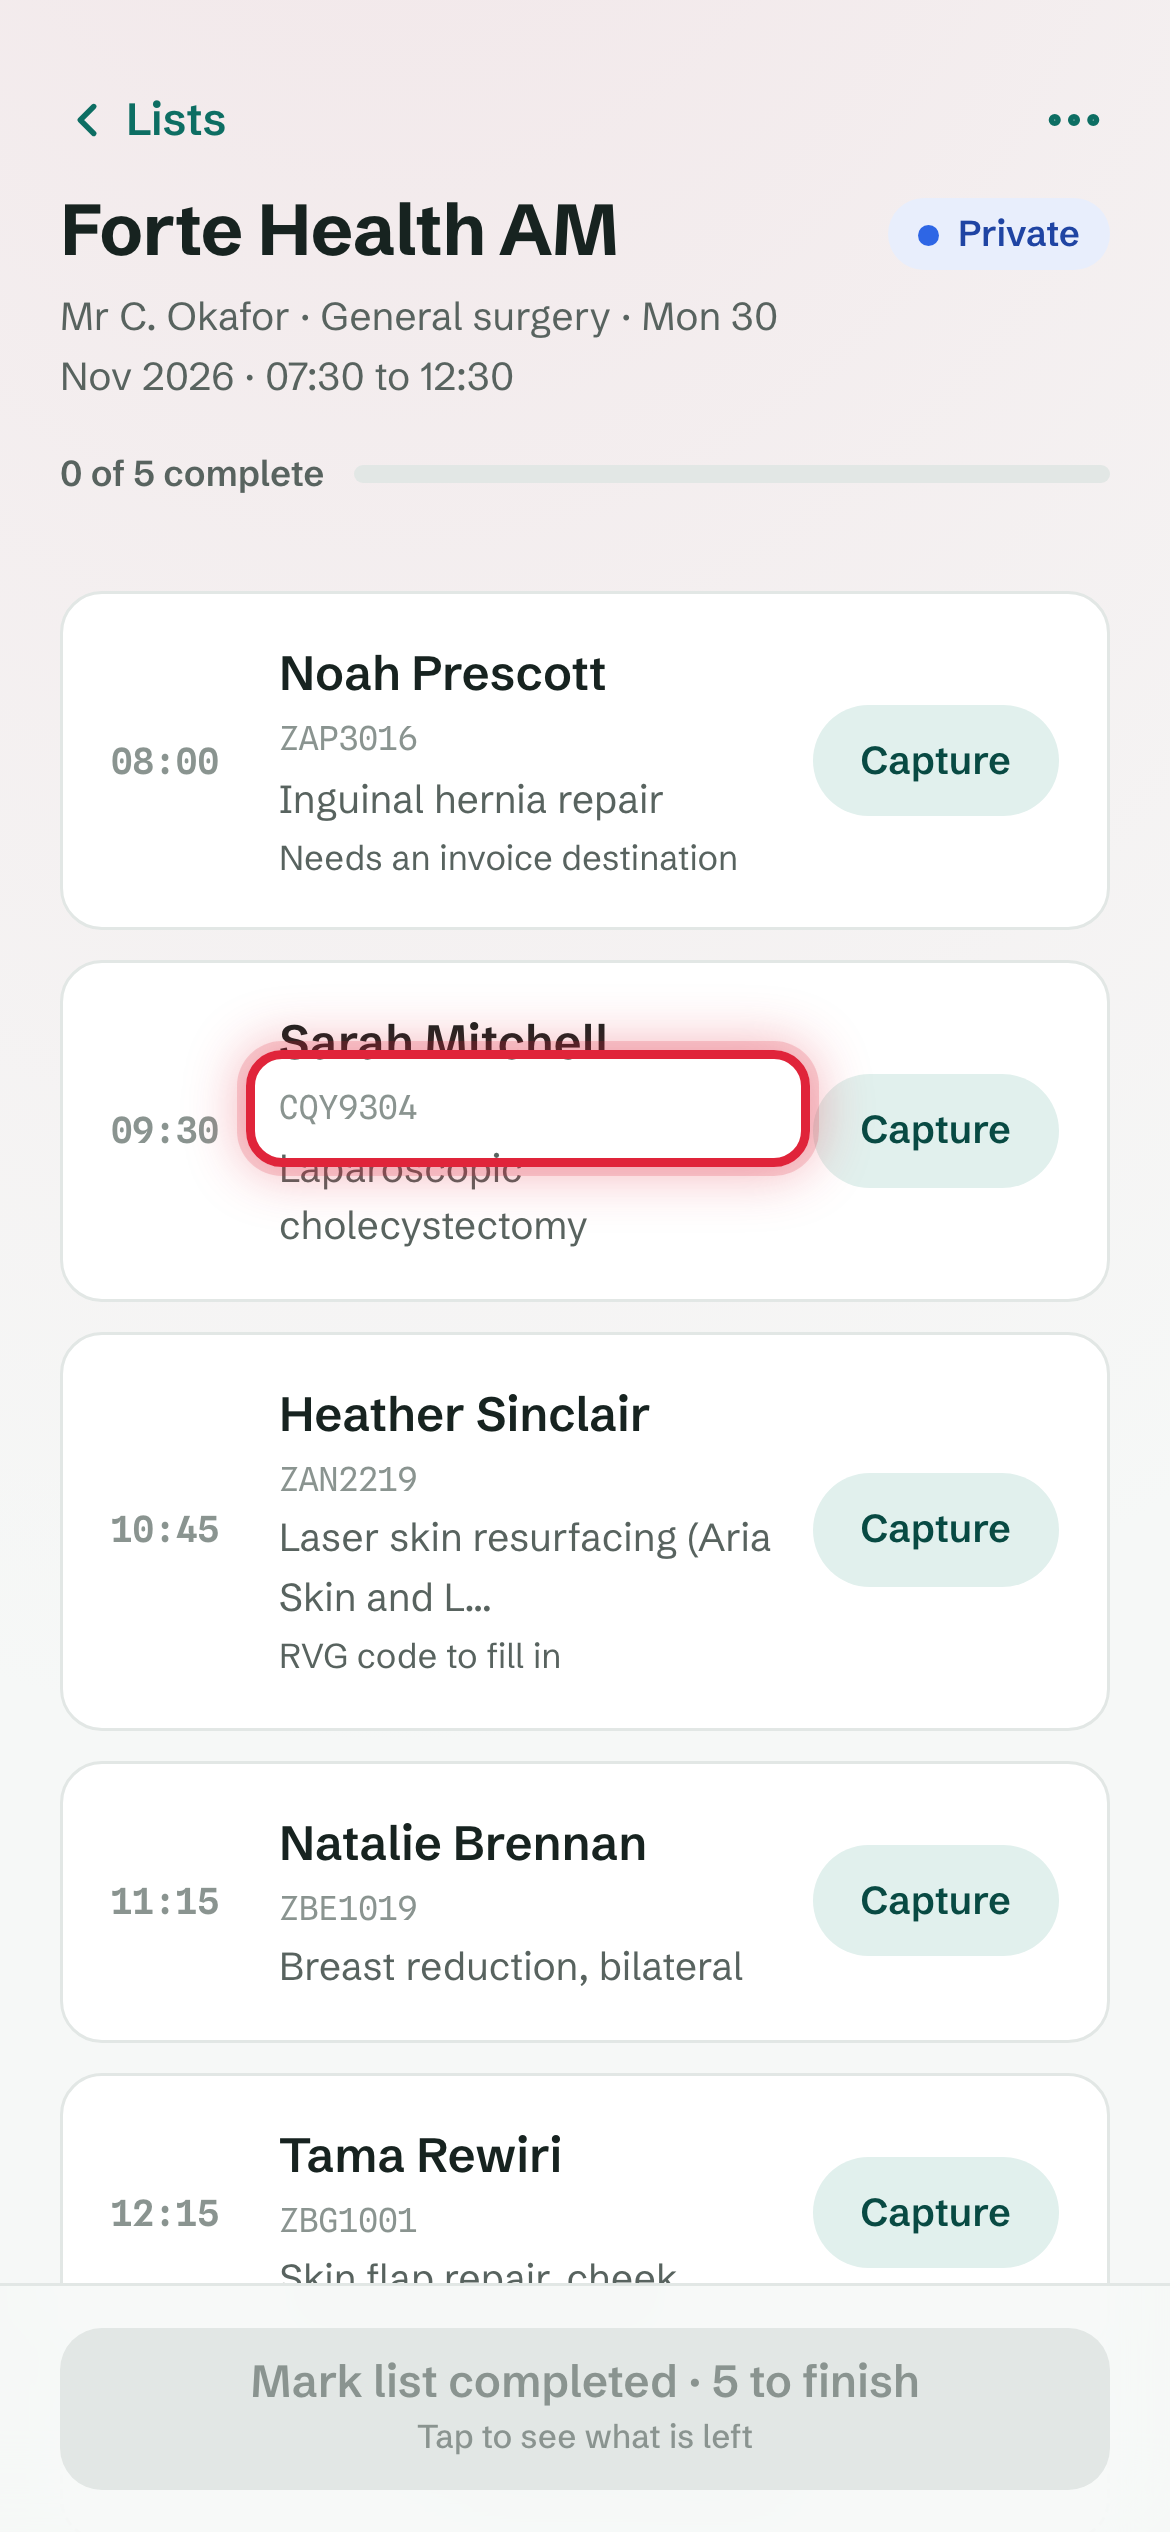 Lists
Forte Health AM
Private
Mr C. Okafor · General surgery · Mon 30
Nov 2026 · 07:30 to 12:30
0 of 5 complete
Noah Prescott
ZAP3016
08:00
Capture
Inguinal hernia repair
Needs an invoice destination
Sarah Mitchell
CQY9304
09:30
Capture
Laparoscopic
cholecystectomy
Heather Sinclair
ZAN2219
10:45
Capture
Laser skin resurfacing (Aria
Skin and L...
RVG code to fill in
Natalie Brennan
ZBE1019
11:15
Capture
Breast reduction, bilateral
Tama Rewiri
ZBG1001
12:15
Capture
Skin flap repair, cheek
Mark list completed · 5 to finish
Tap to see what is left